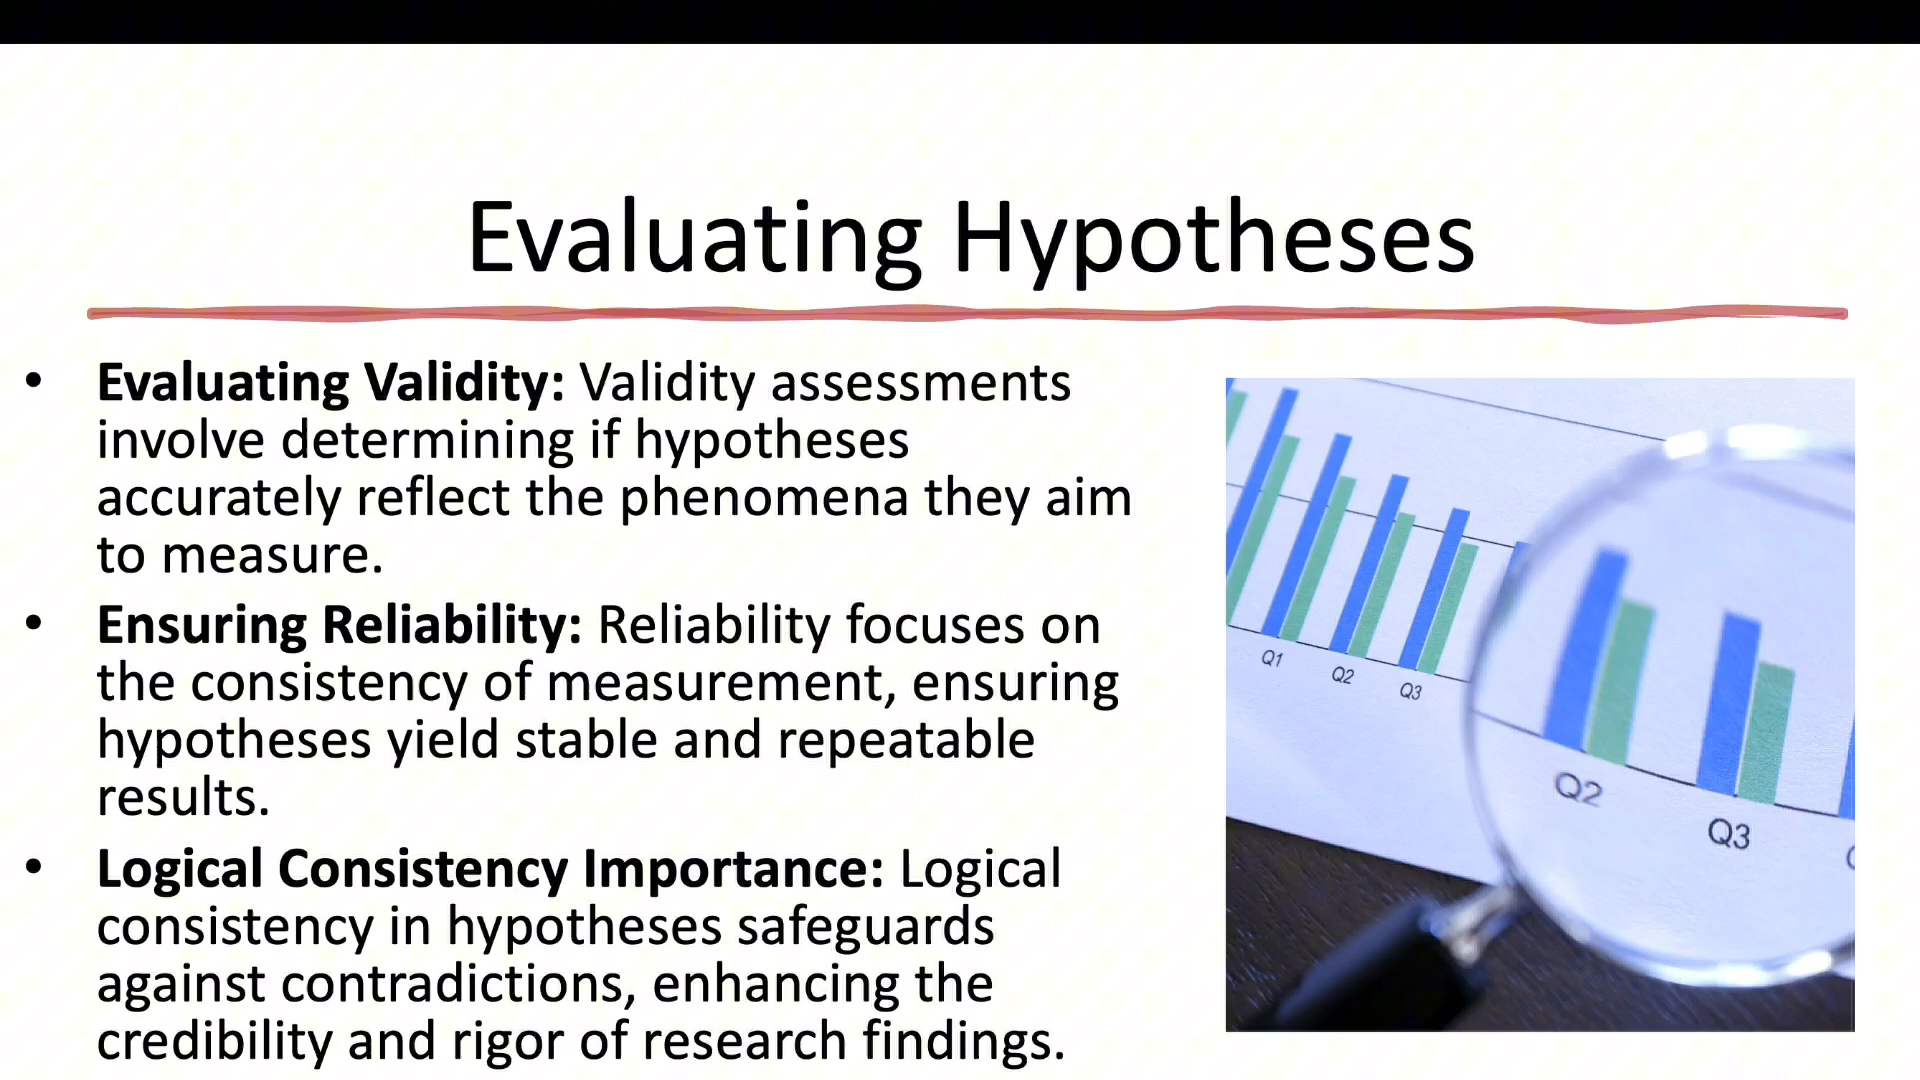 Evaluating Hypotheses
• Evaluating Validity: Validity assessments
involve determining if hypotheses
accurately reflect the phenomena they aim
to measure.
• Ensuring Reliability: Reliability focuses on
the consistency of measurement, ensuring
hypotheses yield stable and repeatable
results.
• Logical Consistency Importance: Logical
consistency in hypotheses safeguards
against contradictions, enhancing the
credibility and rigor of research findings.
Q1
Q2
Q3
Q2
Q3